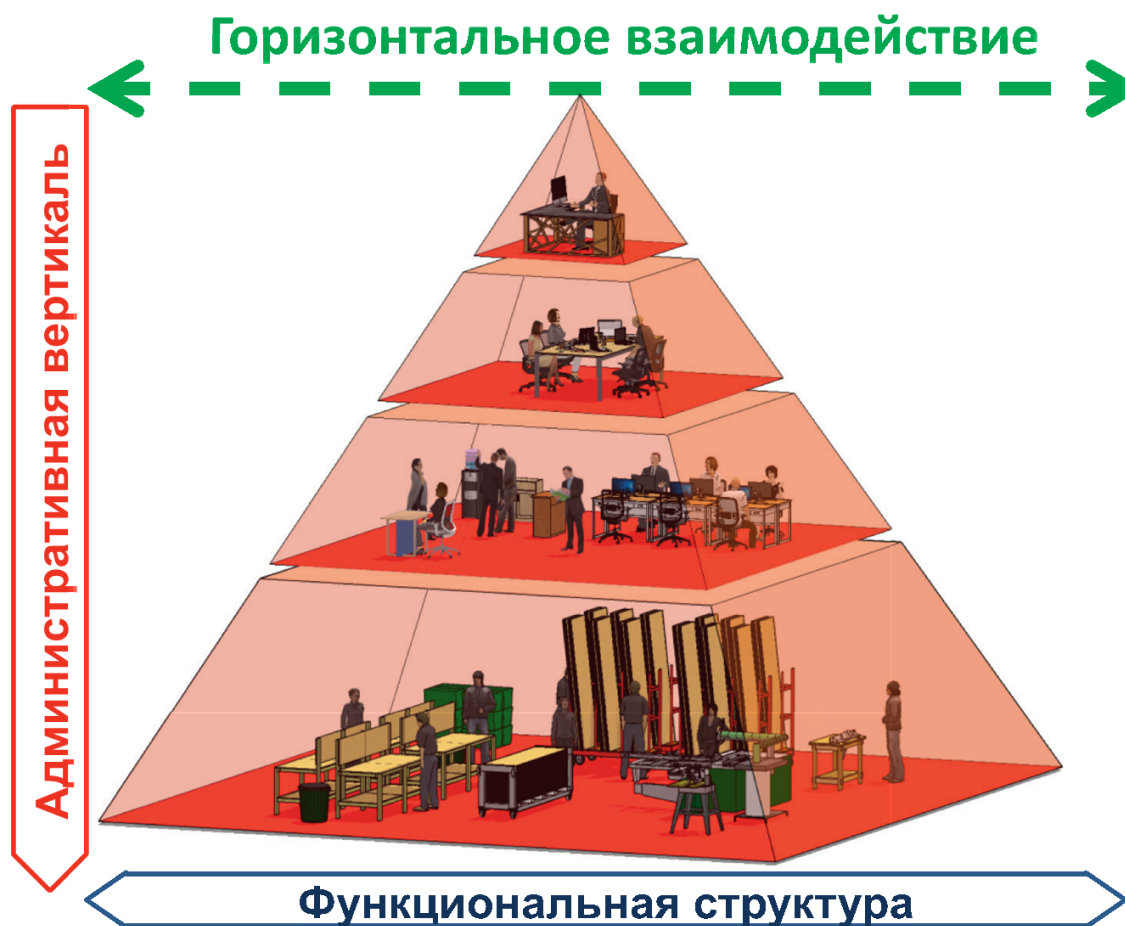 Горизонтальное взаимодействие
Административная вертикаль
Функциональная структура